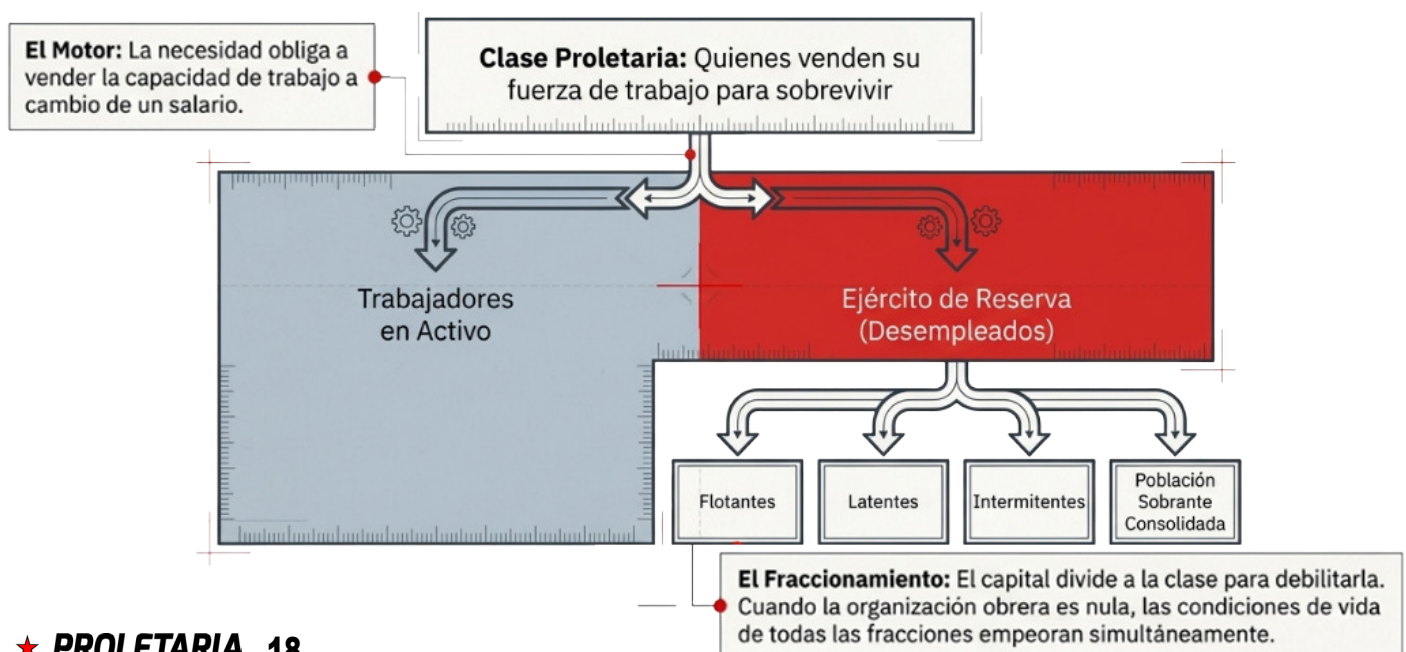 El Motor: La necesidad obliga a
vender la capacidad de trabajo a
cambio de un salario.
Clase Proletaria: Quienes venden su
fuerza de trabajo para sobrevivir
Trabajadores
en Activo
Ejército de Reserva
(Desempleados)
Flotantes
Latentes
Intermitentes
Población
Sobrante
Consolidada
El Fraccionamiento: El capital divide a la clase para debilitarla.
Cuando la organización obrera es nula, las condiciones de vida
de todas las fracciones empeoran simultáneamente.
PROLETARIA 18